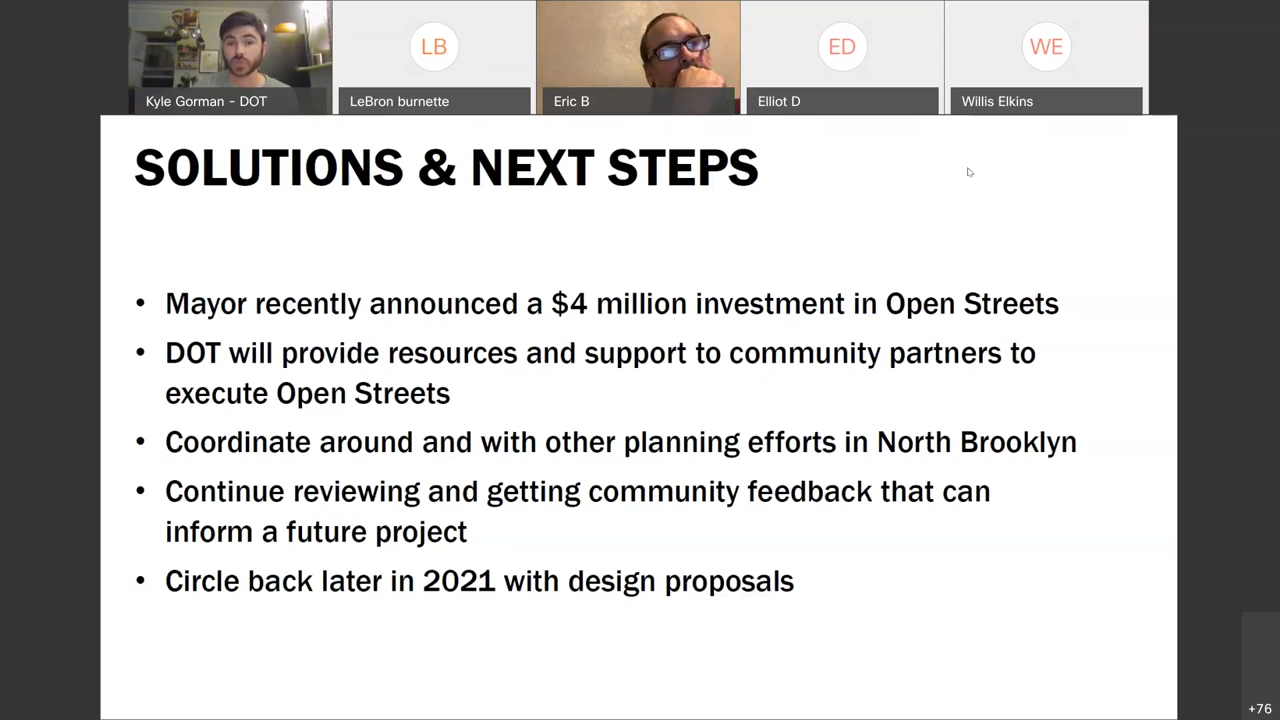 LB
ED
WE
Kyle Gorman - DOT
LeBron burnette
Eric B
Elliot D
Willis Elkins
SOLUTIONS & NEXT STEPS
• Mayor recently announced a $4 million investment in Open Streets
• DOT will provide resources and support to community partners to
execute Open Streets
• Coordinate around and with other planning efforts in North Brooklyn
• Continue reviewing and getting community feedback that can
inform a future project
• Circle back later in 2021 with design proposals
+76